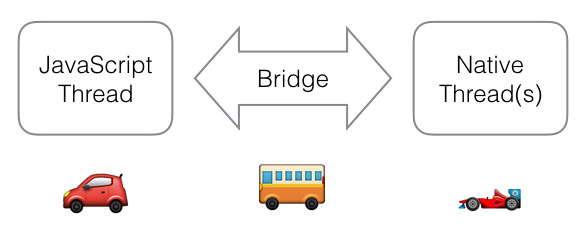 JavaScript
Thread
Bridge
Native
Thread(s)